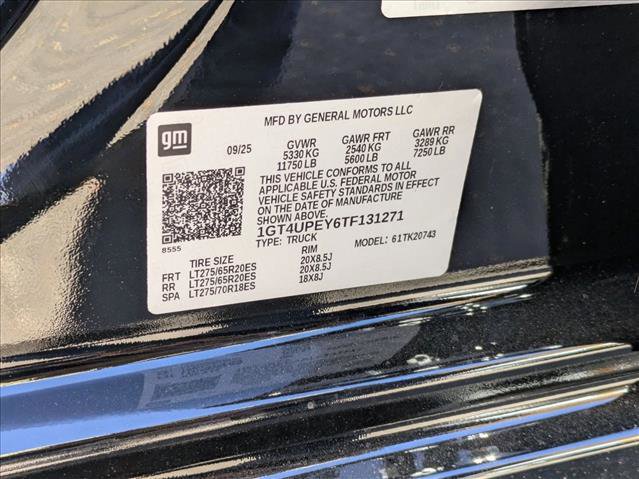 MFD BY GENERAL MOTORS LLC
gm
09/25 GVWR GAWR FRT GAWR RR
5330 KG 2540 KG 3289 KG
11750 LB 5600 LB 7250 LB
THIS VEHICLE CONFORMS TO ALL
APPLICABLE U.S. FEDERAL MOTOR
VEHICLE SAFETY STANDARDS IN EFFECT
ON THE DATE OF MANUFACTURE
SHOWN ABOVE.
1GT4UPEY6TF131271
8555 TYPE: TRUCK MODEL: 61TK20743
TIRE SIZE RIM
FRT LT275/65R20ES 20X8.5J
RR LT275/65R20ES 20X8.5J
SPA LT275/70R18ES 18X8J